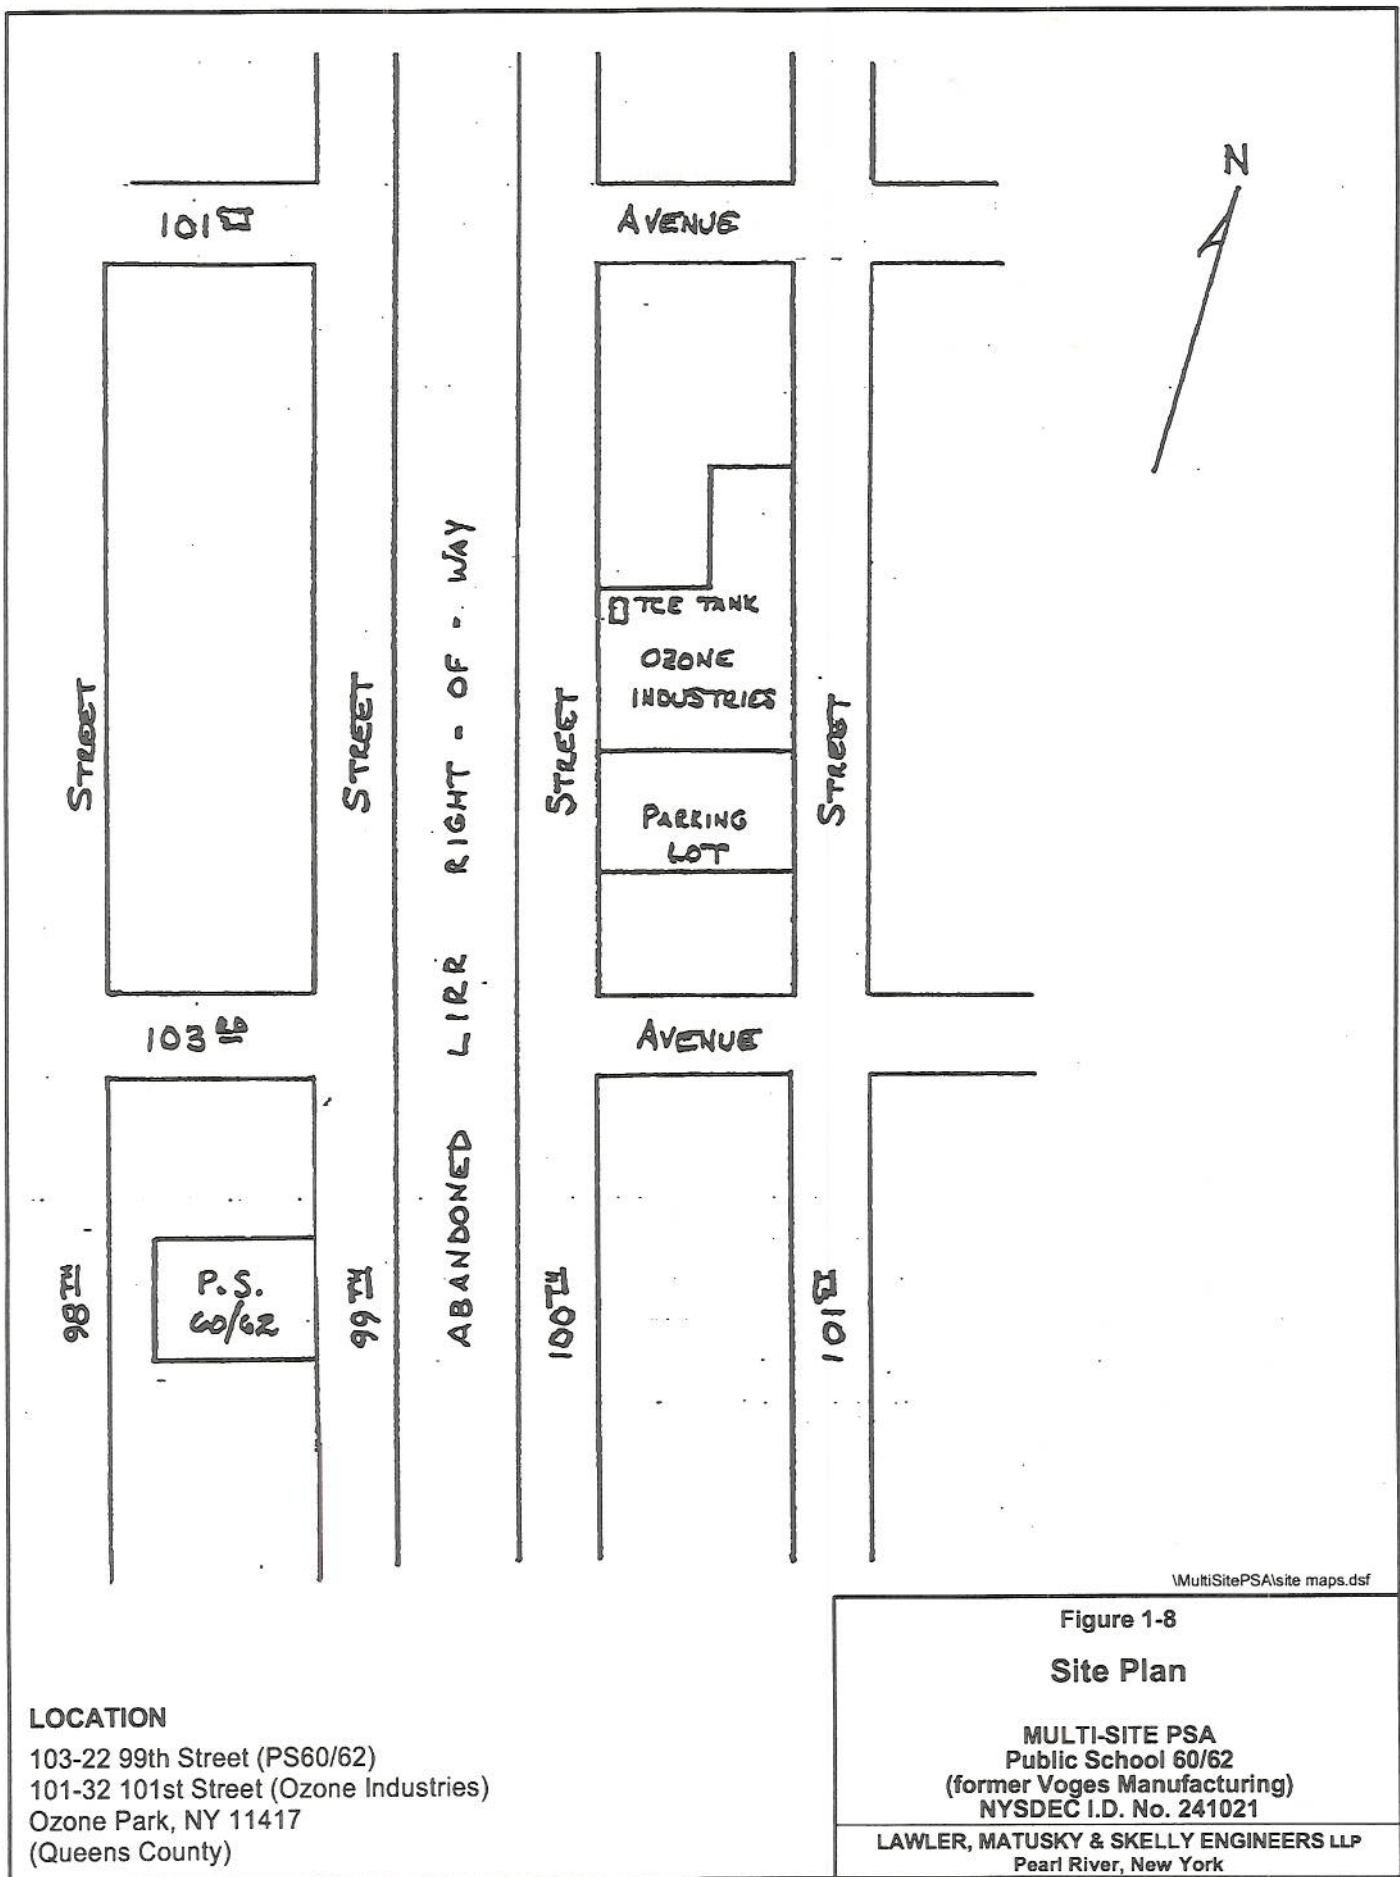 N
101ST AVENUE
TCE TANK
OZONE
INDUSTRIES
PARKING
LOT
STREET
STREET
ABANDONED LIRR RIGHT-OF-WAY
STREET
STREET
103RD AVENUE
P.S.
60/62
98TH
99TH
100TH
101ST
\MultiSitePSA\site maps.dsf
Figure 1-8
Site Plan
MULTI-SITE PSA
Public School 60/62
(former Voges Manufacturing)
NYSDEC I.D. No. 241021
LAWLER, MATUSKY & SKELLY ENGINEERS LLP
Pearl River, New York
LOCATION
103-22 99th Street (PS60/62)
101-32 101st Street (Ozone Industries)
Ozone Park, NY 11417
(Queens County)